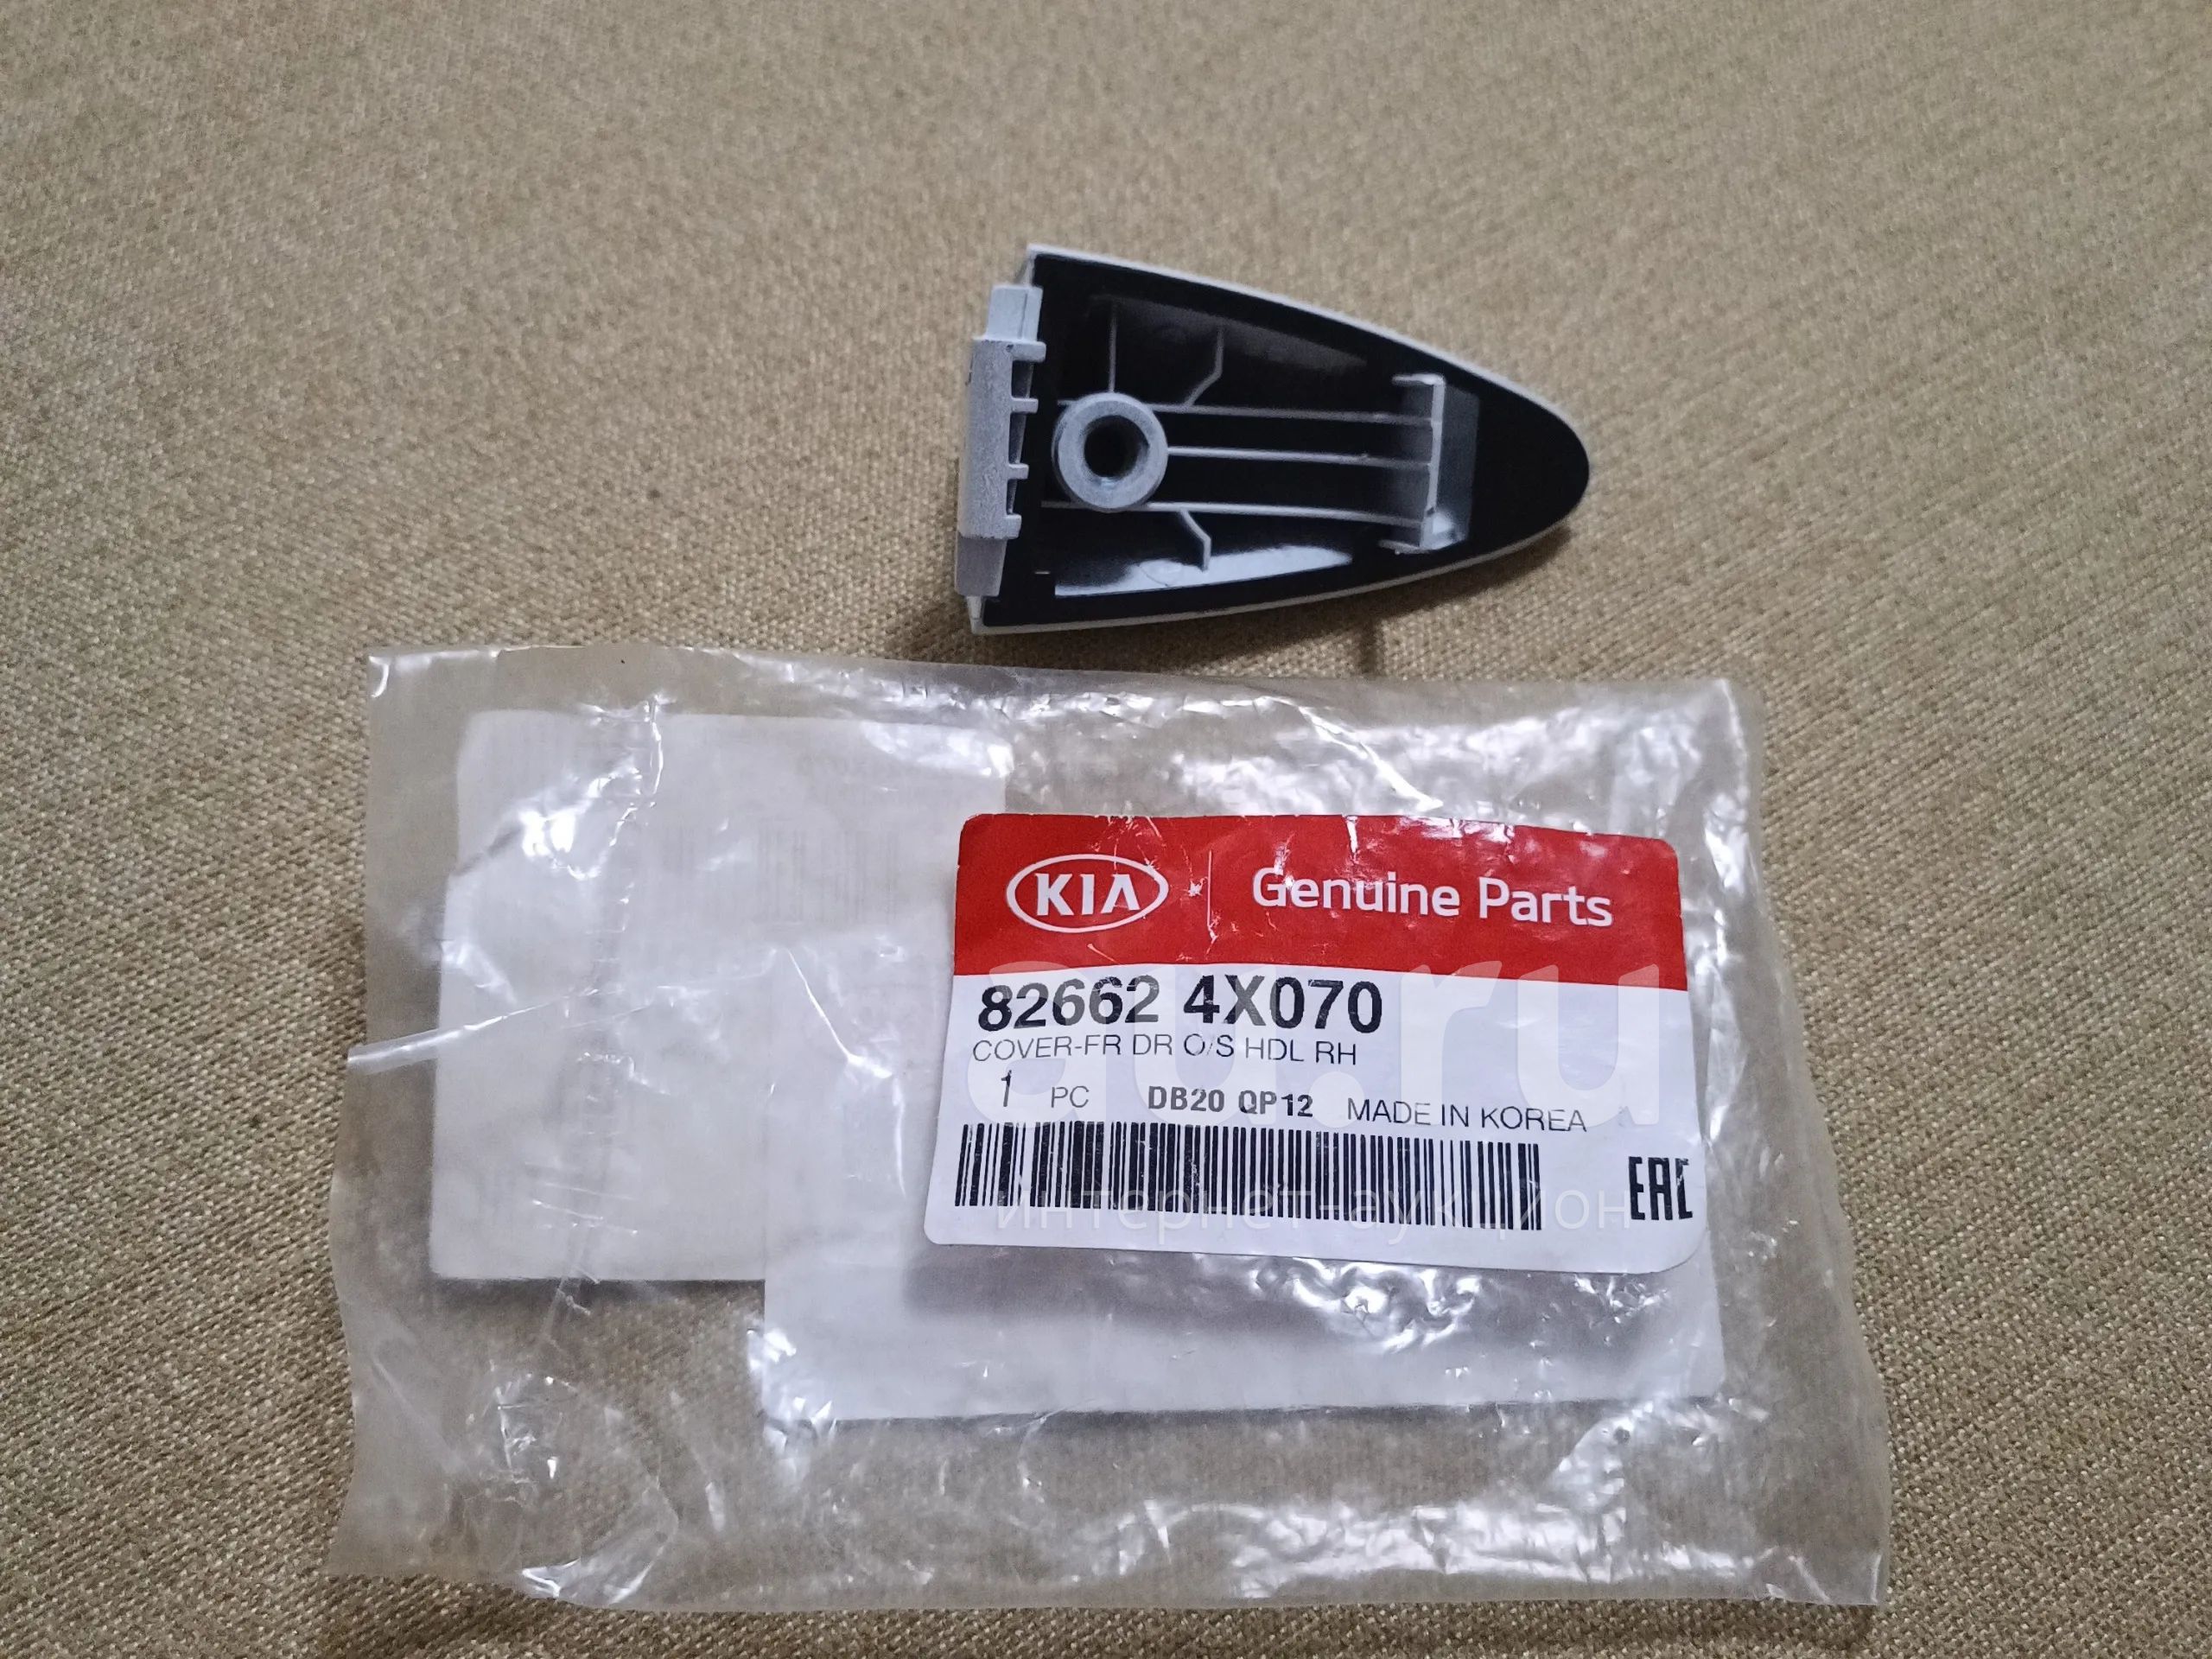 KIA Genuine Parts
82662 4X070
COVER-FR DR O/S HDL RH
1 PC DB20 QP12 MADE IN KOREA
EAC
au.ru
интернет-аукцион